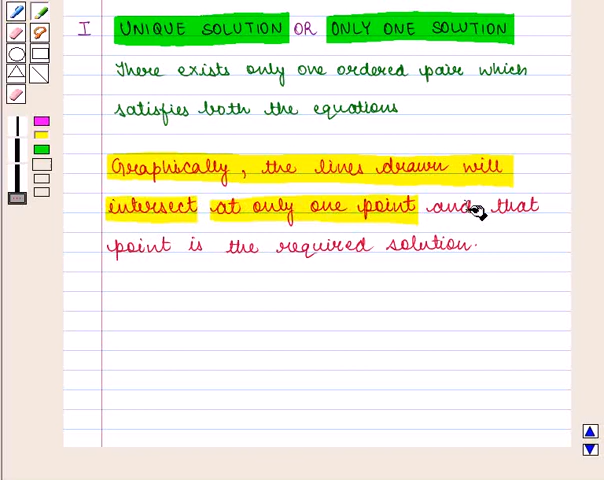 I UNIQUE SOLUTION OR ONLY ONE SOLUTION
There exists only one ordered pair which
satisfies both the equations
Graphically, the lines drawn will
intersect at only one point and that
point is the required solution.